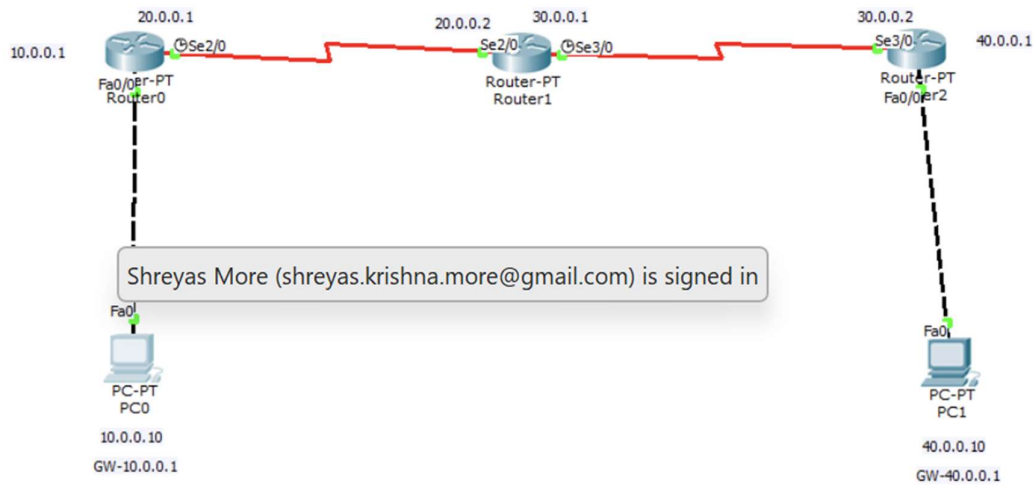 20.0.0.1
20.0.0.2
30.0.0.1
30.0.0.2
10.0.0.1
Se2/0
Se2/0
Se3/0
Se3/0
40.0.0.1
Fa0/0
er-PT
Router0
Router-PT
Router1
Router-PT
Fa0/0
er2
Shreyas More (shreyas.krishna.more@gmail.com) is signed in
Fa0
Fa0
PC-PT
PC0
PC-PT
PC1
10.0.0.10
GW-10.0.0.1
40.0.0.10
GW-40.0.0.1